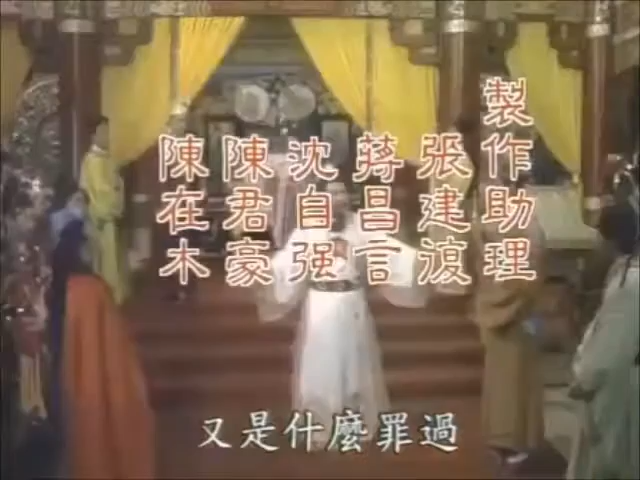 製作助理
張建復
蔣昌言
沈自强
陳君豪
陳在木
又是什麼罪過